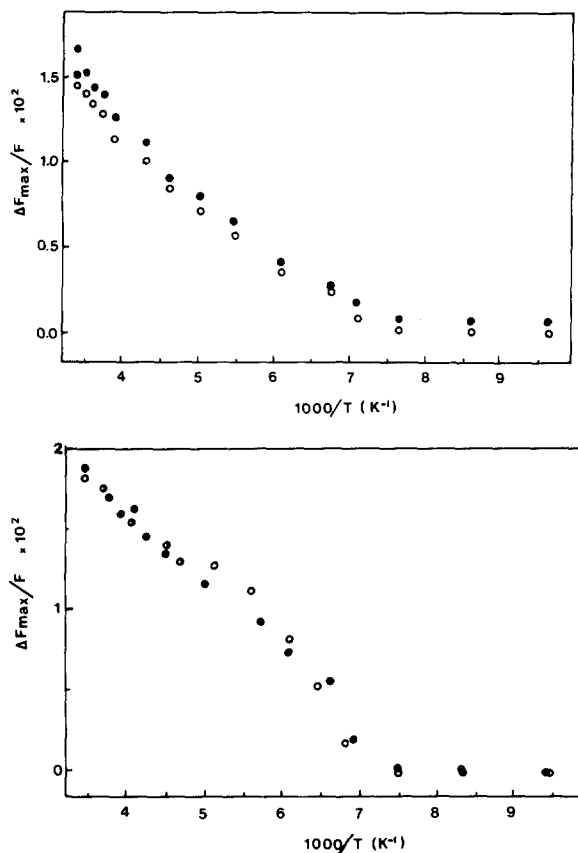 ΔFmax/F × 10²
1.5
1.0
0.5
0.0
4 5 6 7 8 9
1000/T (K⁻¹)
ΔFmax/F × 10²
2
1
0
4 5 6 7 8 9
1000/T (K⁻¹)